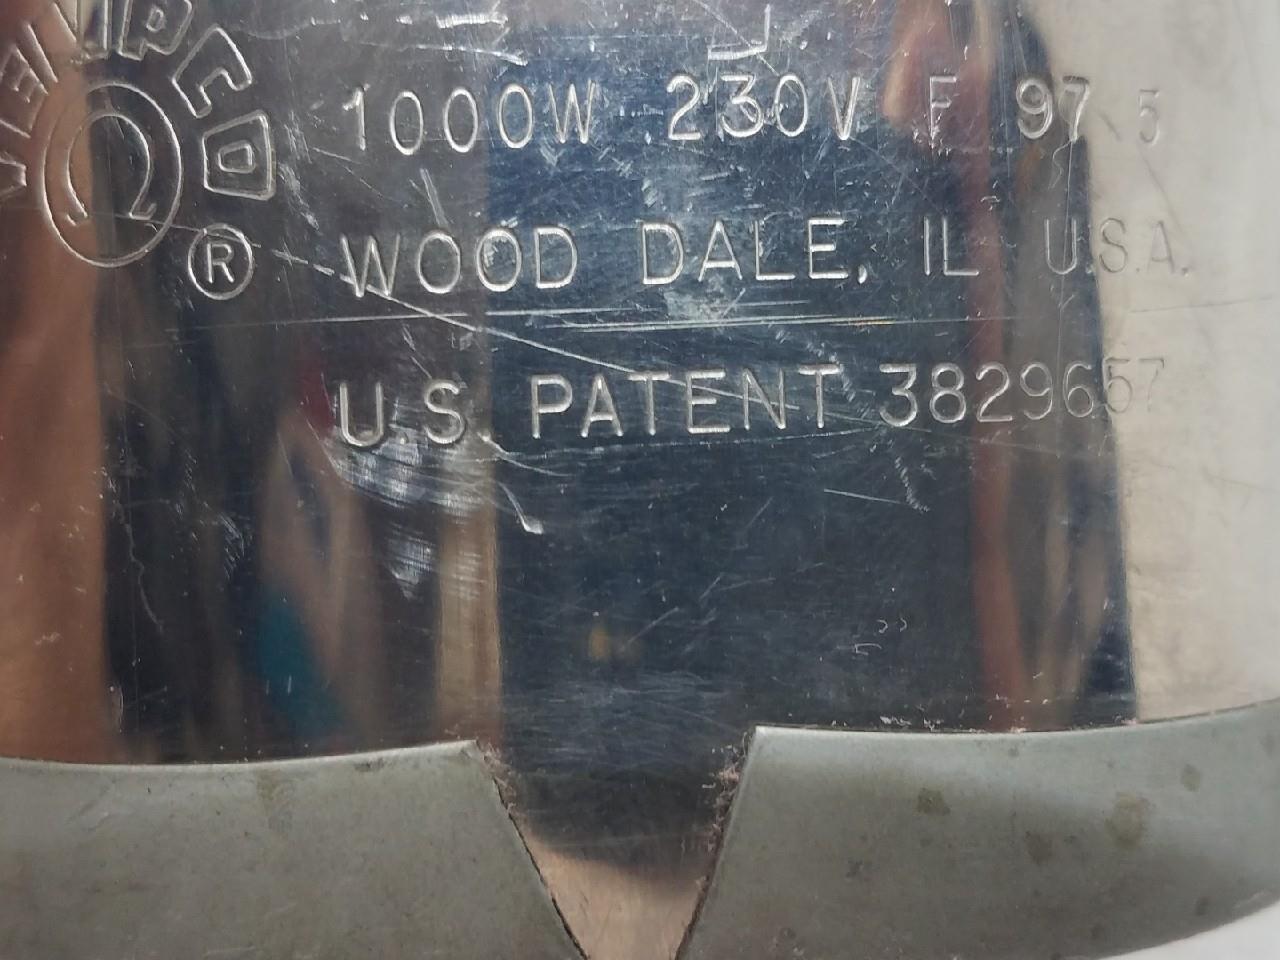 Ω
®
1000W 230V F 97 5
WOOD DALE, IL U.S.A.
U.S. PATENT 3829657